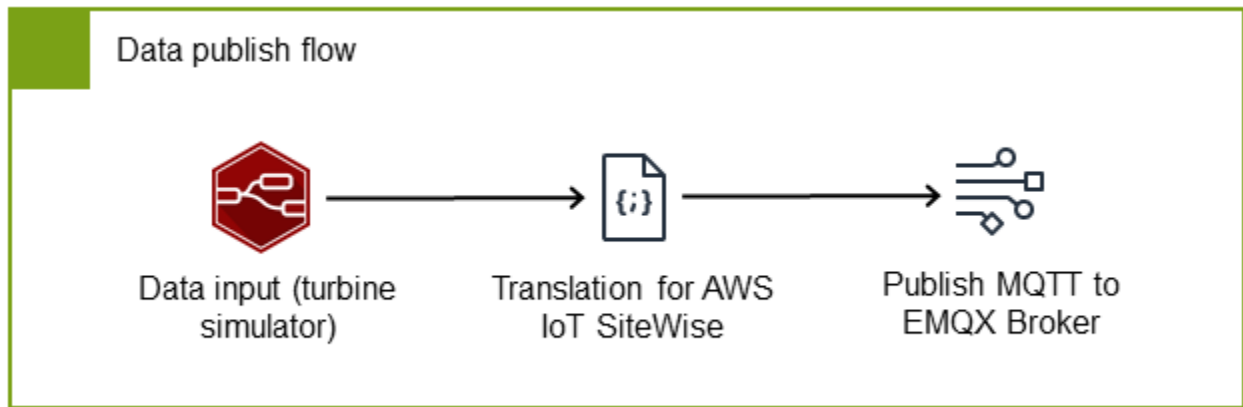 Data publish flow
{;}
Data input (turbine
simulator)
Translation for AWS
IoT SiteWise
Publish MQTT to
EMQX Broker